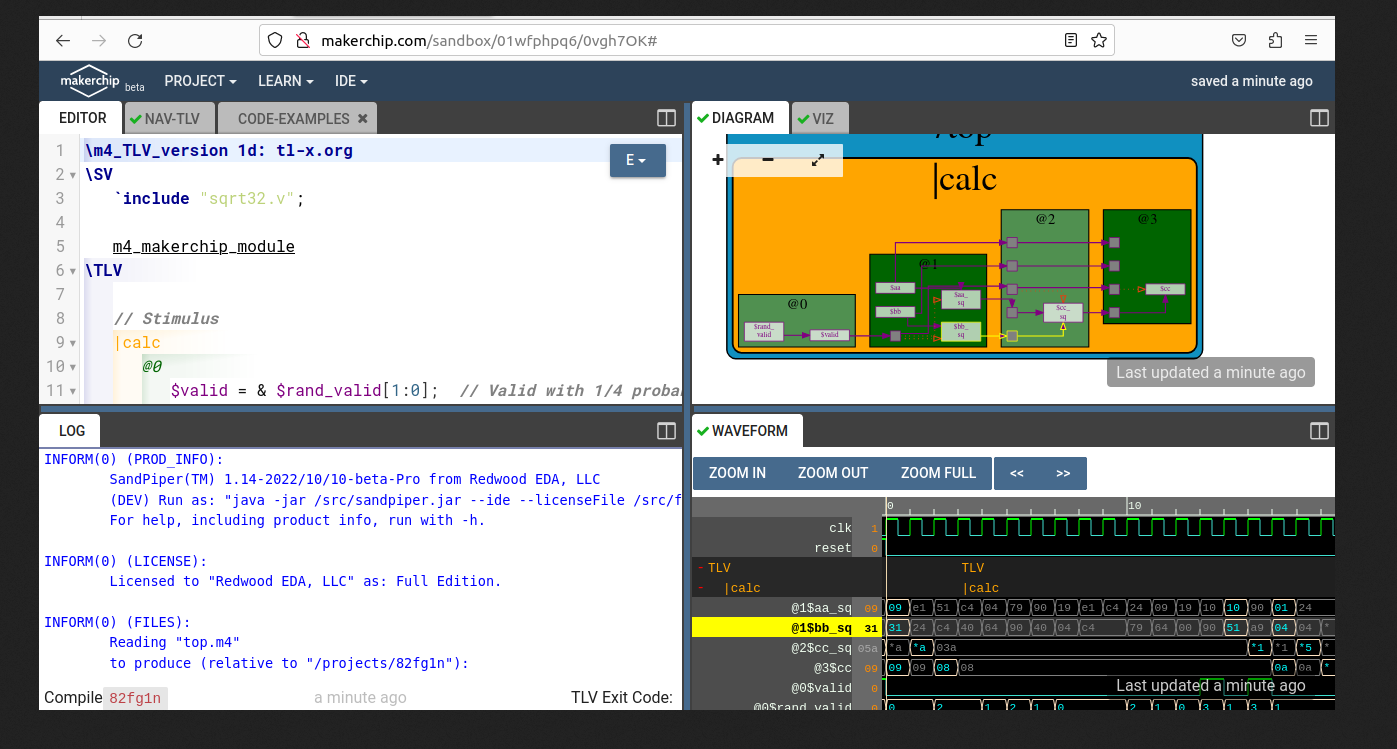 makerchip.com/sandbox/01wfphpq6/0vgh7OK#
makerchip beta PROJECT LEARN IDE saved a minute ago
EDITOR NAV-TLV CODE-EXAMPLES
1 \m4_TLV_version 1d: tl-x.org
2 \SV
3 `include "sqrt32.v";
4
5 m4_makerchip_module
6 \TLV
7
8 // Stimulus
9 |calc
10 @0
11 $valid = & $rand_valid[1:0]; // Valid with 1/4 proba
E
DIAGRAM VIZ
/top
|calc
@0
$rand_
valid
$valid
@1
$aa
$bb
$aa_
sq
$bb_
sq
@2
$cc_
sq
@3
$cc
Last updated a minute ago
LOG
INFORM(0) (PROD_INFO):
SandPiper(TM) 1.14-2022/10/10-beta-Pro from Redwood EDA, LLC
(DEV) Run as: "java -jar /src/sandpiper.jar --ide --licenseFile /src/f
For help, including product info, run with -h.
INFORM(0) (LICENSE):
Licensed to "Redwood EDA, LLC" as: Full Edition.
INFORM(0) (FILES):
Reading "top.m4"
to produce (relative to "/projects/82fg1n"):
Compile 82fg1n a minute ago TLV Exit Code:
WAVEFORM
ZOOM IN ZOOM OUT ZOOM FULL << >>
0 10
clk 1
reset 0
- TLV TLV
- |calc |calc
@1$aa_sq 09 09 e1 51 c4 04 79 90 19 e1 c4 24 09 19 10 10 90 01 24
@1$bb_sq 31 31 24 c4 40 64 90 40 04 c4 79 64 00 90 51 a9 04 04 *
@2$cc_sq 05a *a *a 03a *1 *1 *5 *
@3$cc 09 09 09 08 08 0a 0a *
@0$valid 0
Last updated a minute ago
@0$rand_valid 0 0 2 1 2 1 0 2 1 0 3 1 3 1